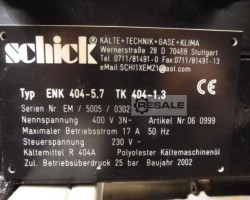 schick®
KÄLTE+TECHNIK+GASE+KLIMA
Wernerstraße 28 D 70469 Stuttgart
Tel. 0711/81491-0 Fax 0711/81491-13
eMail:SCHI1XEMZ1@aol.com
Typ ENK 404-5.7 TK 404-1.3
Serien Nr. EM / 5005 / 0302
Nennspannung 400 V 3N~ Artikel Nr 06 0999
Maximaler Betriebsstrom 17 A 50 Hz
Steuerspannung 230 V~
Kältemittel R 404A Polyolester Kältemaschinenöl
Zul. Betriebsüberdruck 25 bar Baujahr 2002
RESALE